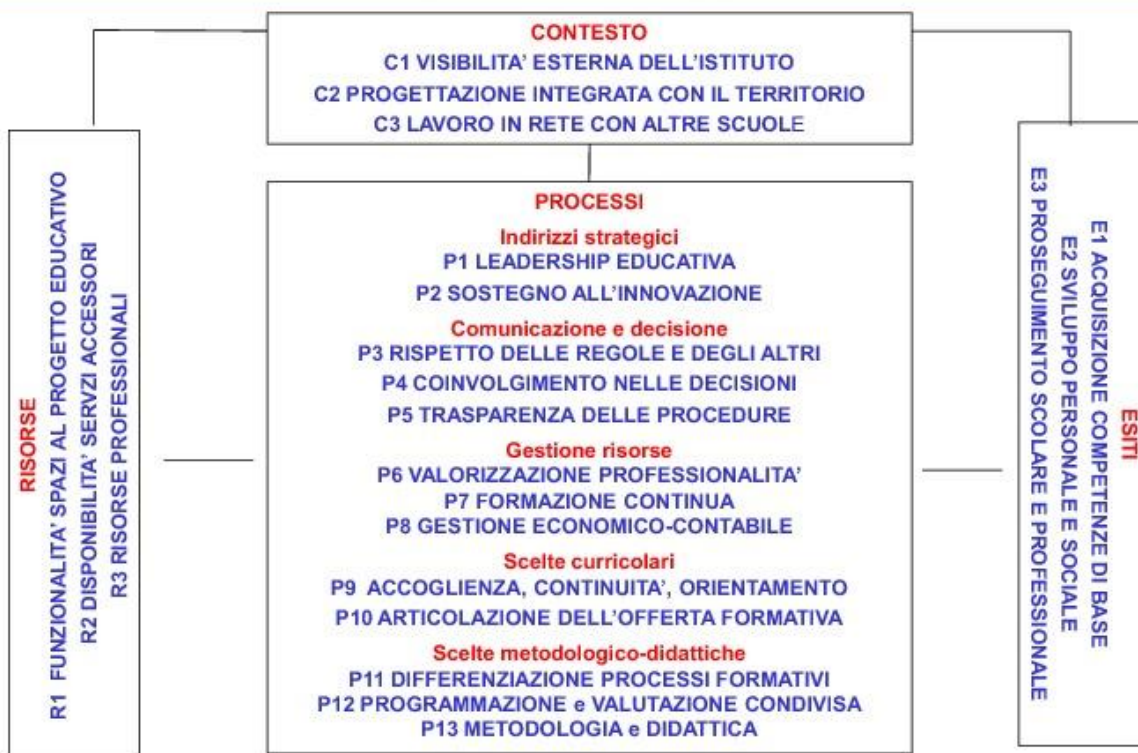 CONTESTO
C1 VISIBILITA' ESTERNA DELL'ISTITUTO
C2 PROGETTAZIONE INTEGRATA CON IL TERRITORIO
C3 LAVORO IN RETE CON ALTRE SCUOLE
RISORSE
R1 FUNZIONALITA' SPAZI AL PROGETTO EDUCATIVO
R2 DISPONIBILITA' SERVZI ACCESSORI
R3 RISORSE PROFESSIONALI
PROCESSI
Indirizzi strategici
P1 LEADERSHIP EDUCATIVA
P2 SOSTEGNO ALL'INNOVAZIONE
Comunicazione e decisione
P3 RISPETTO DELLE REGOLE E DEGLI ALTRI
P4 COINVOLGIMENTO NELLE DECISIONI
P5 TRASPARENZA DELLE PROCEDURE
Gestione risorse
P6 VALORIZZAZIONE PROFESSIONALITA'
P7 FORMAZIONE CONTINUA
P8 GESTIONE ECONOMICO-CONTABILE
Scelte curricolari
P9 ACCOGLIENZA, CONTINUITA', ORIENTAMENTO
P10 ARTICOLAZIONE DELL'OFFERTA FORMATIVA
Scelte metodologico-didattiche
P11 DIFFERENZIAZIONE PROCESSI FORMATIVI
P12 PROGRAMMAZIONE e VALUTAZIONE CONDIVISA
P13 METODOLOGIA e DIDATTICA
ESITI
E1 ACQUISIZIONE COMPETENZE DI BASE
E2 SVILUPPO PERSONALE E SOCIALE
E3 PROSEGUIMENTO SCOLARE E PROFESSIONALE